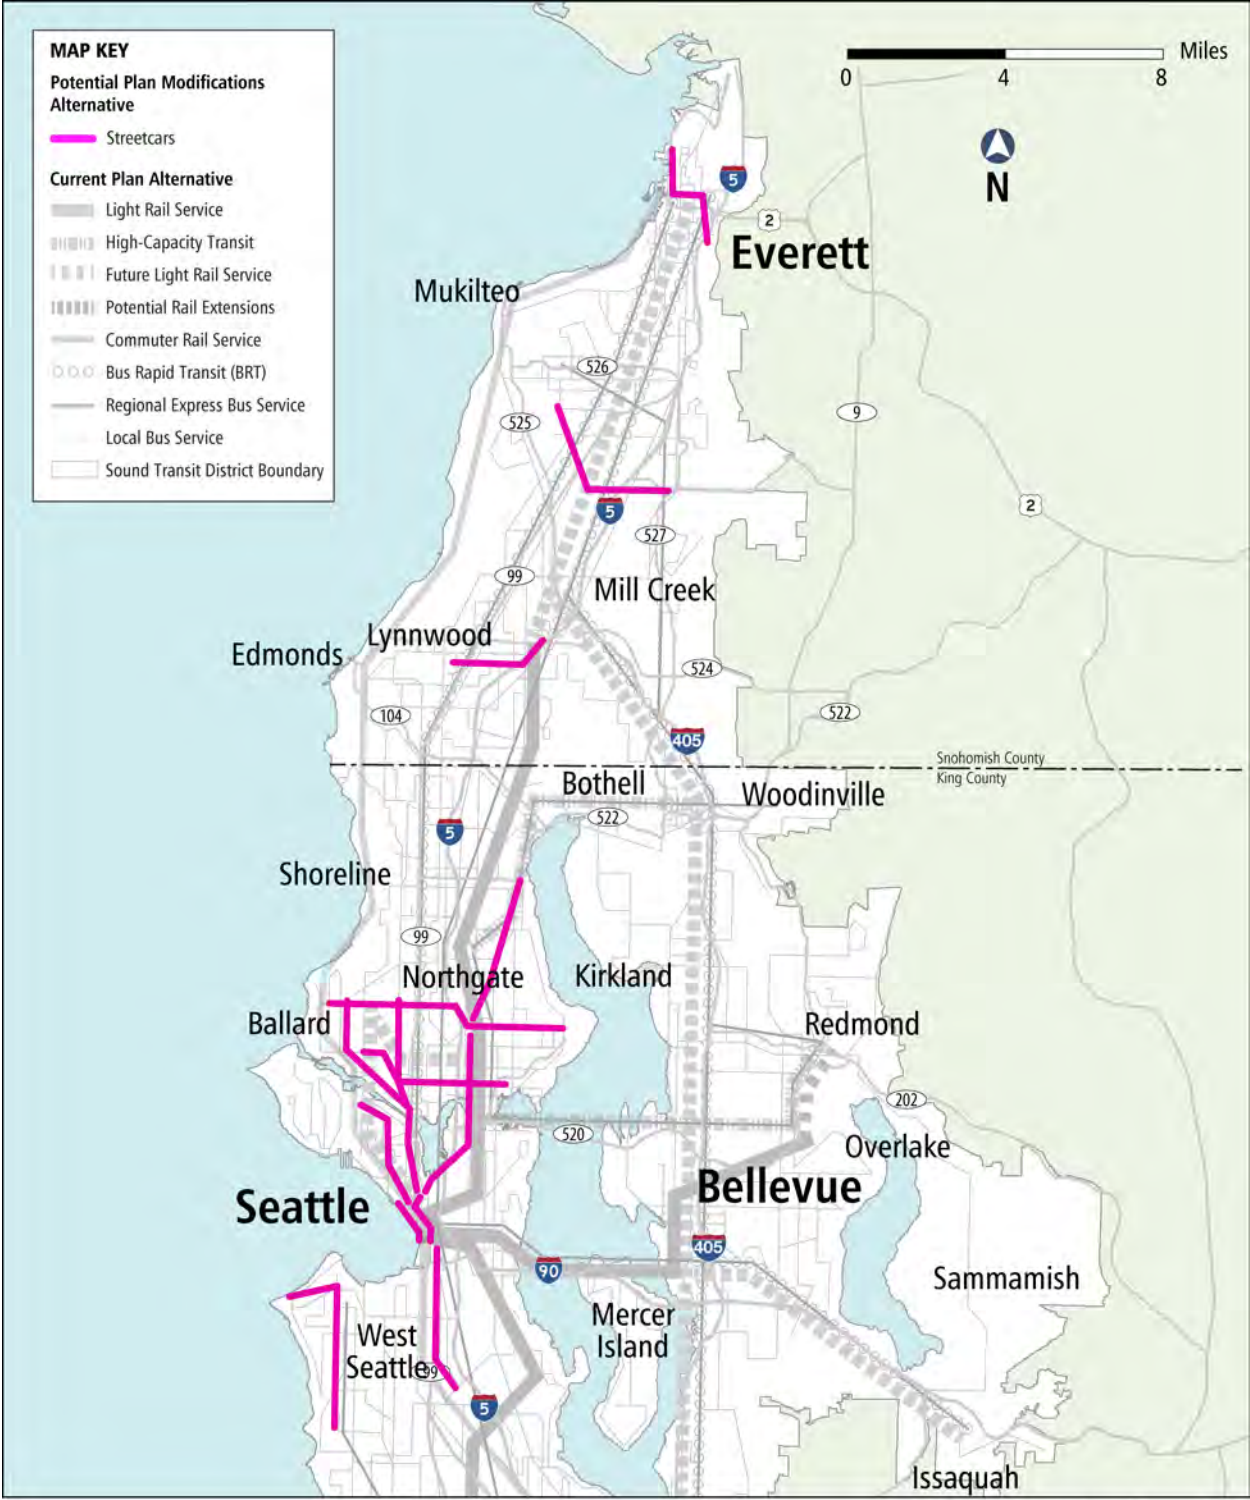 MAP KEY
Potential Plan Modifications
Alternative
Streetcars
Current Plan Alternative
Light Rail Service
High-Capacity Transit
Future Light Rail Service
Potential Rail Extensions
Commuter Rail Service
Bus Rapid Transit (BRT)
Regional Express Bus Service
Local Bus Service
Sound Transit District Boundary
Miles
0 4 8
N
5
2
Everett
Mukilteo
526
9
525
2
5
527
99
Mill Creek
Lynnwood
Edmonds
524
104
522
405
Snohomish County
King County
Bothell
Woodinville
522
5
Shoreline
99
Northgate
Kirkland
Ballard
Redmond
202
520
Overlake
Bellevue
Seattle
405
90
Sammamish
Mercer
Island
West
Seattle
99
5
Issaquah